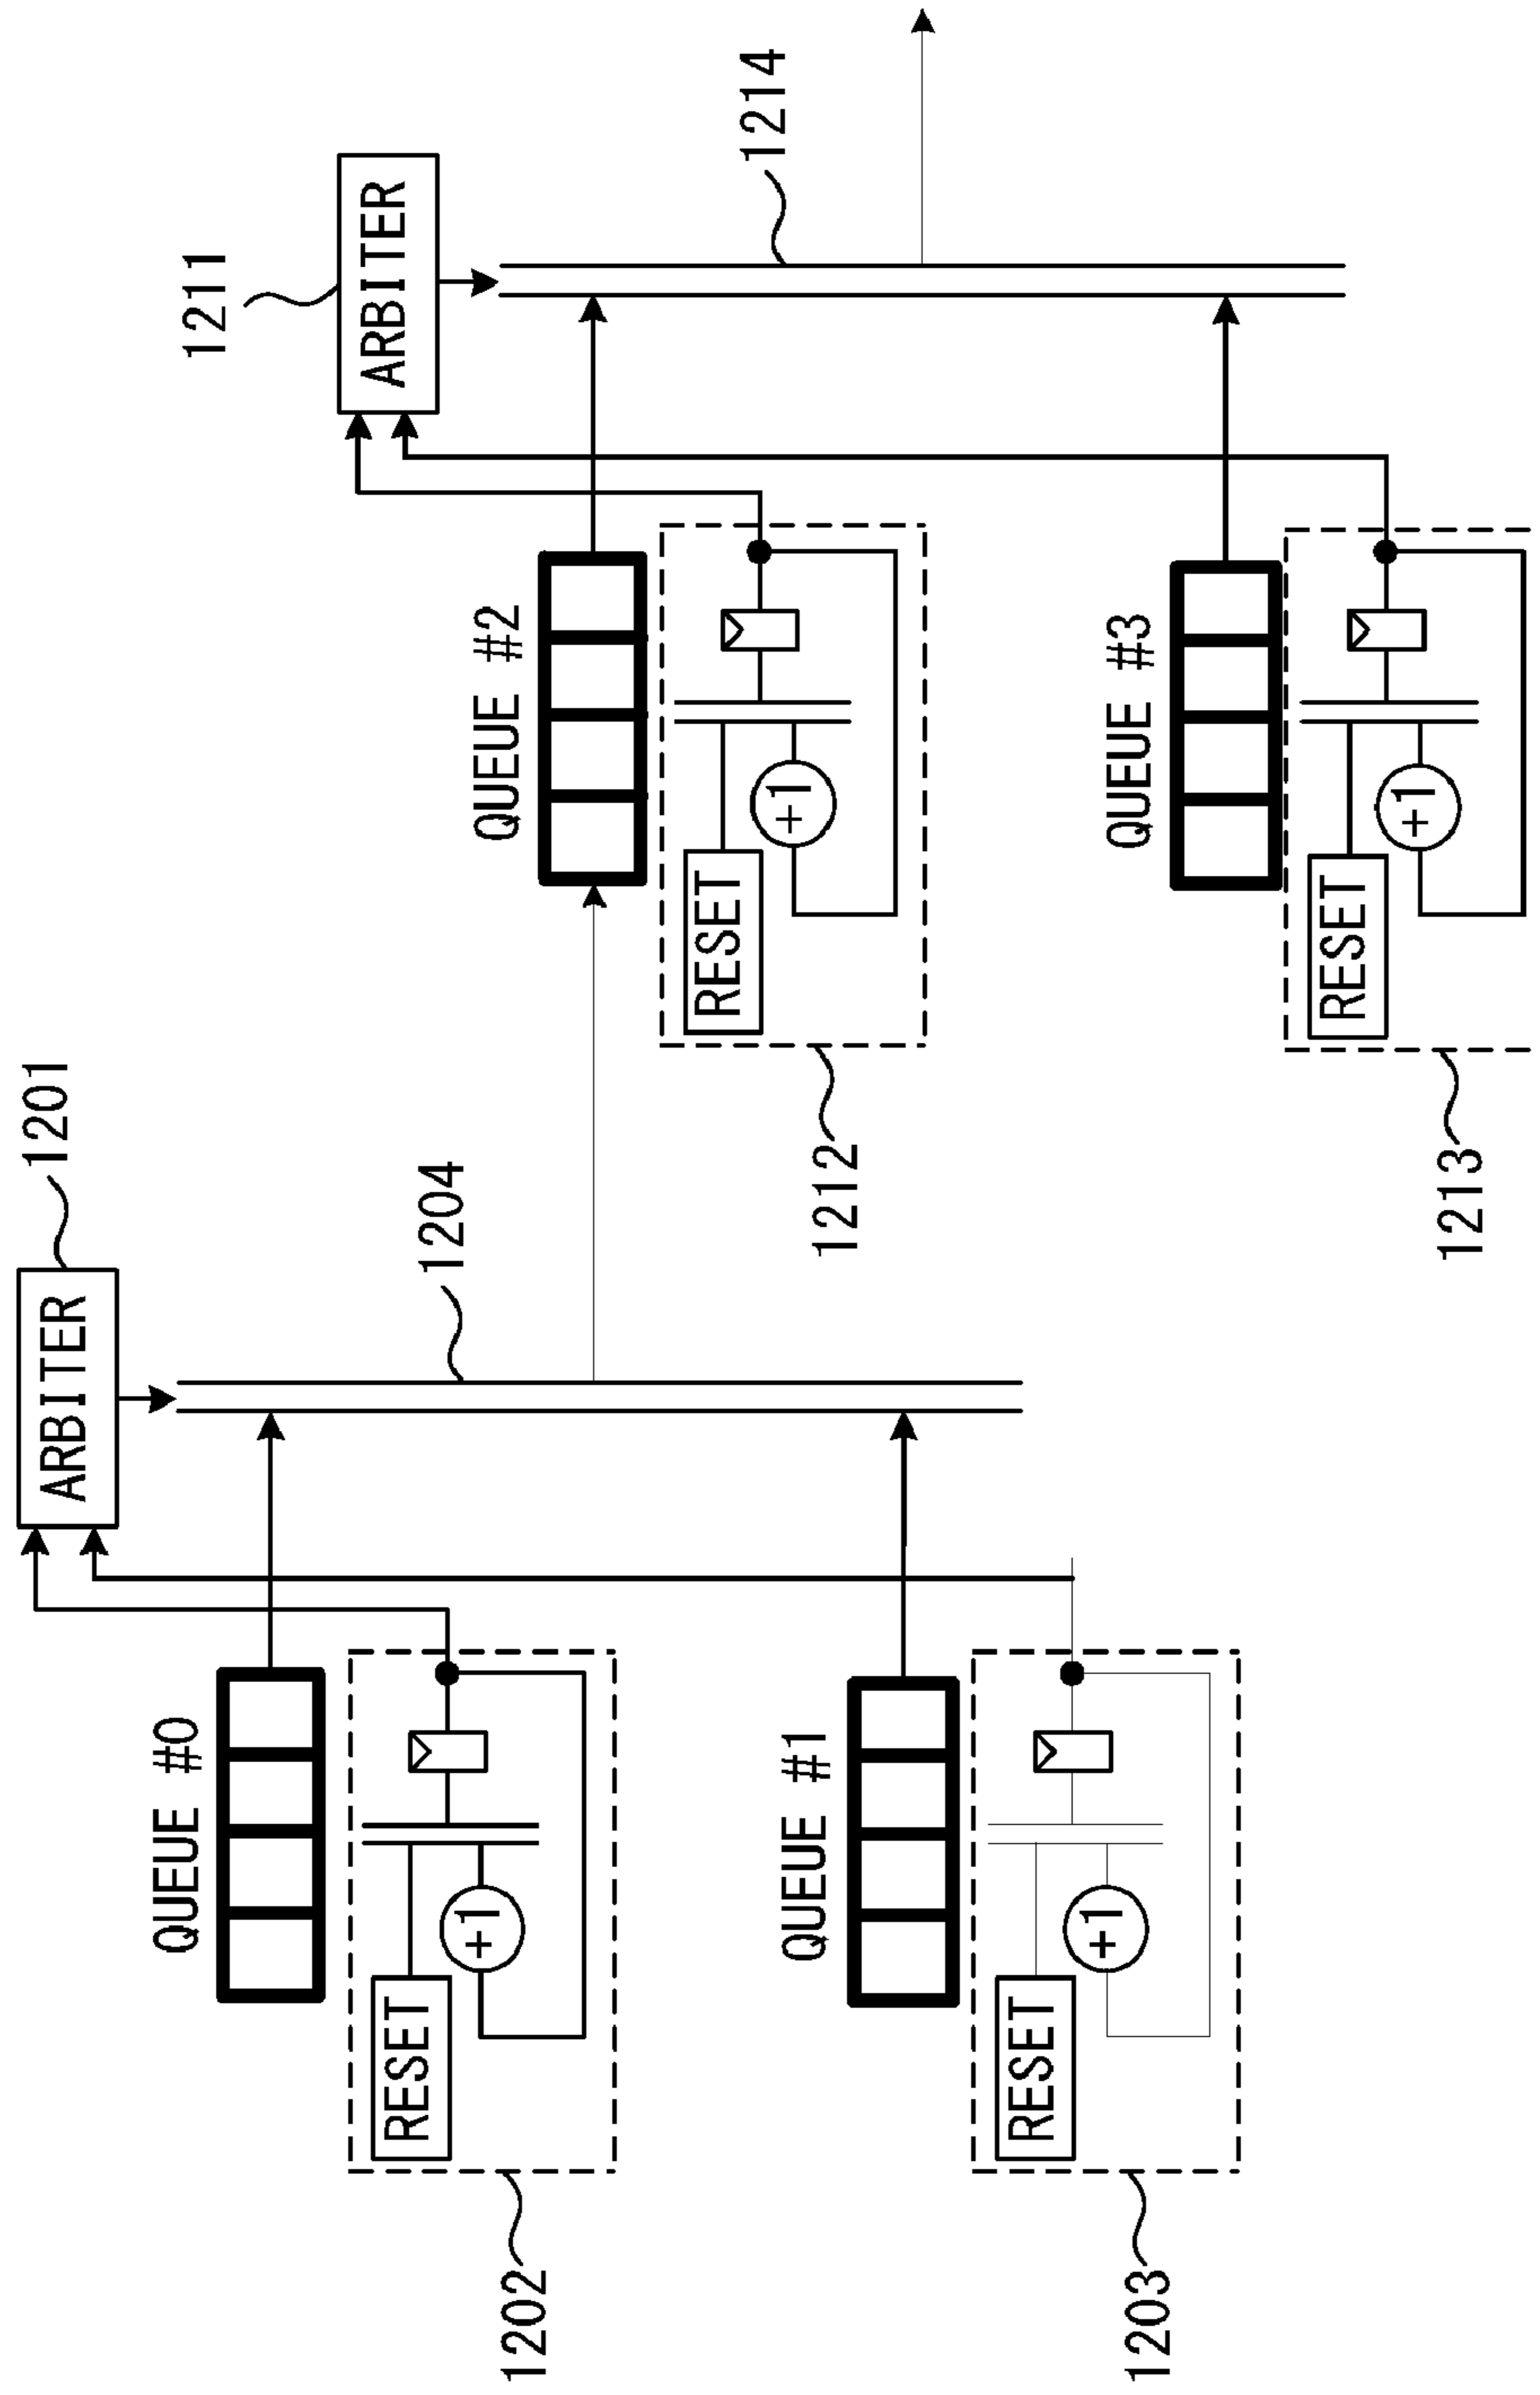 1201
ARBITER
QUEUE #0
1204
RESET
+1
1202
QUEUE #1
RESET
+1
1203
1211
ARBITER
1214
QUEUE #2
RESET
+1
1212
QUEUE #3
RESET
+1
1213